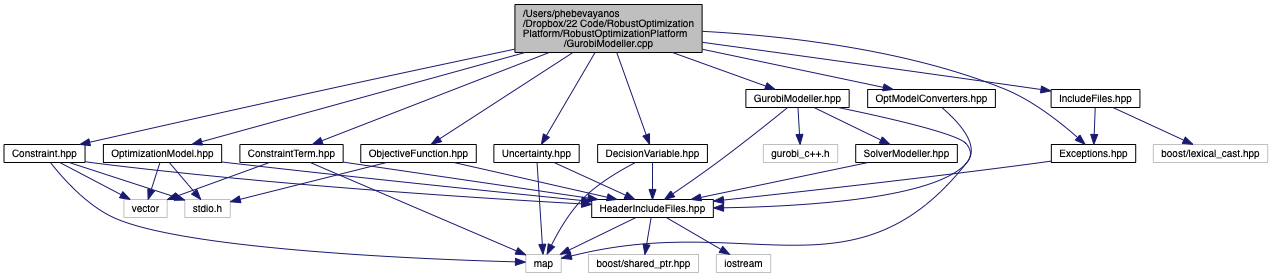 /Users/phebevayanos
/Dropbox/22 Code/RobustOptimization
Platform/RobustOptimizationPlatform
/GurobiModeller.cpp
GurobiModeller.hpp
OptModelConverters.hpp
IncludeFiles.hpp
Constraint.hpp
OptimizationModel.hpp
ConstraintTerm.hpp
ObjectiveFunction.hpp
Uncertainty.hpp
DecisionVariable.hpp
gurobi_c++.h
SolverModeller.hpp
Exceptions.hpp
boost/lexical_cast.hpp
vector
stdio.h
HeaderIncludeFiles.hpp
map
boost/shared_ptr.hpp
iostream